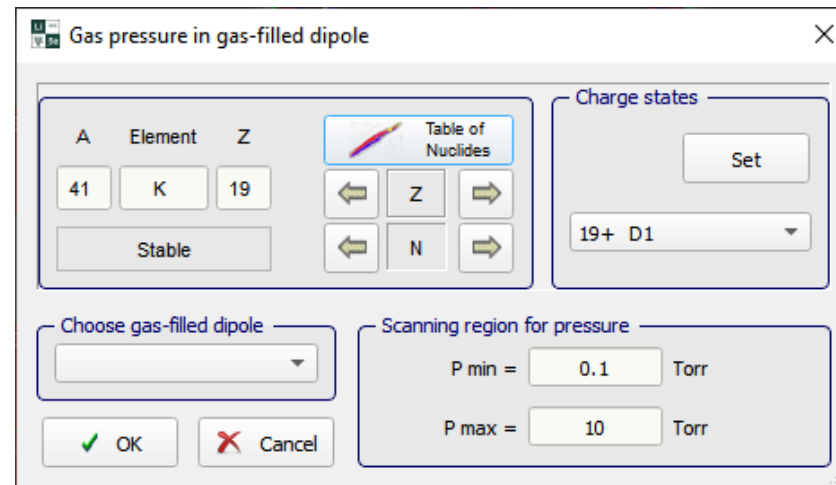 Gas pressure in gas-filled dipole
A Element Z
41 K 19
Stable
Table of
Nuclides
Z
N
Charge states
Set
19+ D1
Choose gas-filled dipole
Scanning region for pressure
P min = 0.1 Torr
P max = 10 Torr
OK Cancel